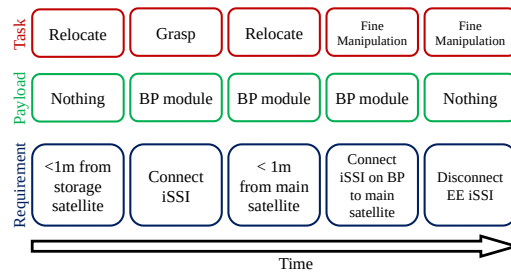 Task
Relocate
Grasp
Relocate
Fine
Manipulation
Fine
Manipulation
Payload
Nothing
BP module
BP module
BP module
Nothing
Requirement
<1m from
storage
satellite
Connect
iSSI
< 1m
from main
satellite
Connect
iSSI on BP
to main
satellite
Disconnect
EE iSSI
Time